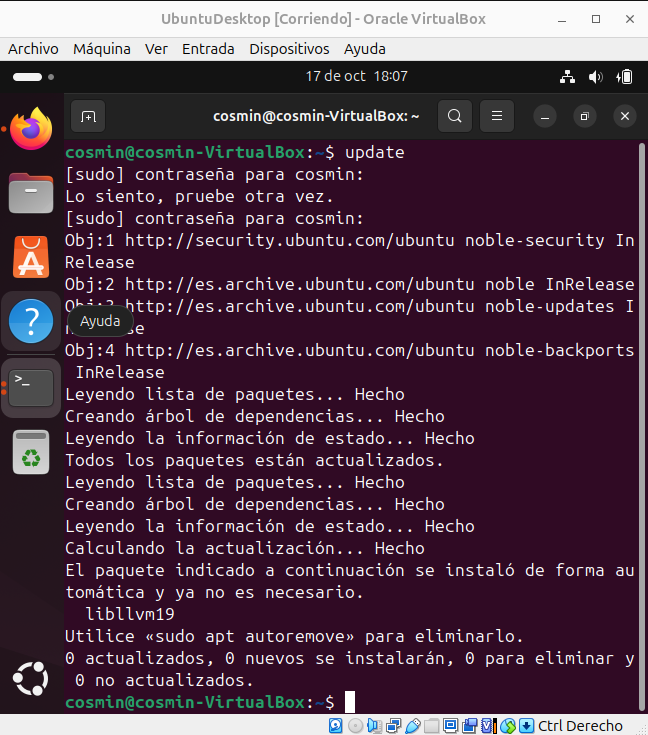 UbuntuDesktop [Corriendo] - Oracle VirtualBox
Archivo Máquina Ver Entrada Dispositivos Ayuda
17 de oct 18:07
cosmin@cosmin-VirtualBox: ~
cosmin@cosmin-VirtualBox:~$ update
[sudo] contraseña para cosmin:
Lo siento, pruebe otra vez.
[sudo] contraseña para cosmin:
Obj:1 http://security.ubuntu.com/ubuntu noble-security In
Release
Obj:2 http://es.archive.ubuntu.com/ubuntu noble InRelease
http://es.archive.ubuntu.com/ubuntu noble-updates I
Ayuda
Obj:4 http://es.archive.ubuntu.com/ubuntu noble-backports
InRelease
Leyendo lista de paquetes... Hecho
Creando árbol de dependencias... Hecho
Leyendo la información de estado... Hecho
Todos los paquetes están actualizados.
Leyendo lista de paquetes... Hecho
Creando árbol de dependencias... Hecho
Leyendo la información de estado... Hecho
Calculando la actualización... Hecho
El paquete indicado a continuación se instaló de forma au
tomática y ya no es necesario.
libllvm19
Utilice «sudo apt autoremove» para eliminarlo.
0 actualizados, 0 nuevos se instalarán, 0 para eliminar y
0 no actualizados.
cosmin@cosmin-VirtualBox:~$
Ctrl Derecho